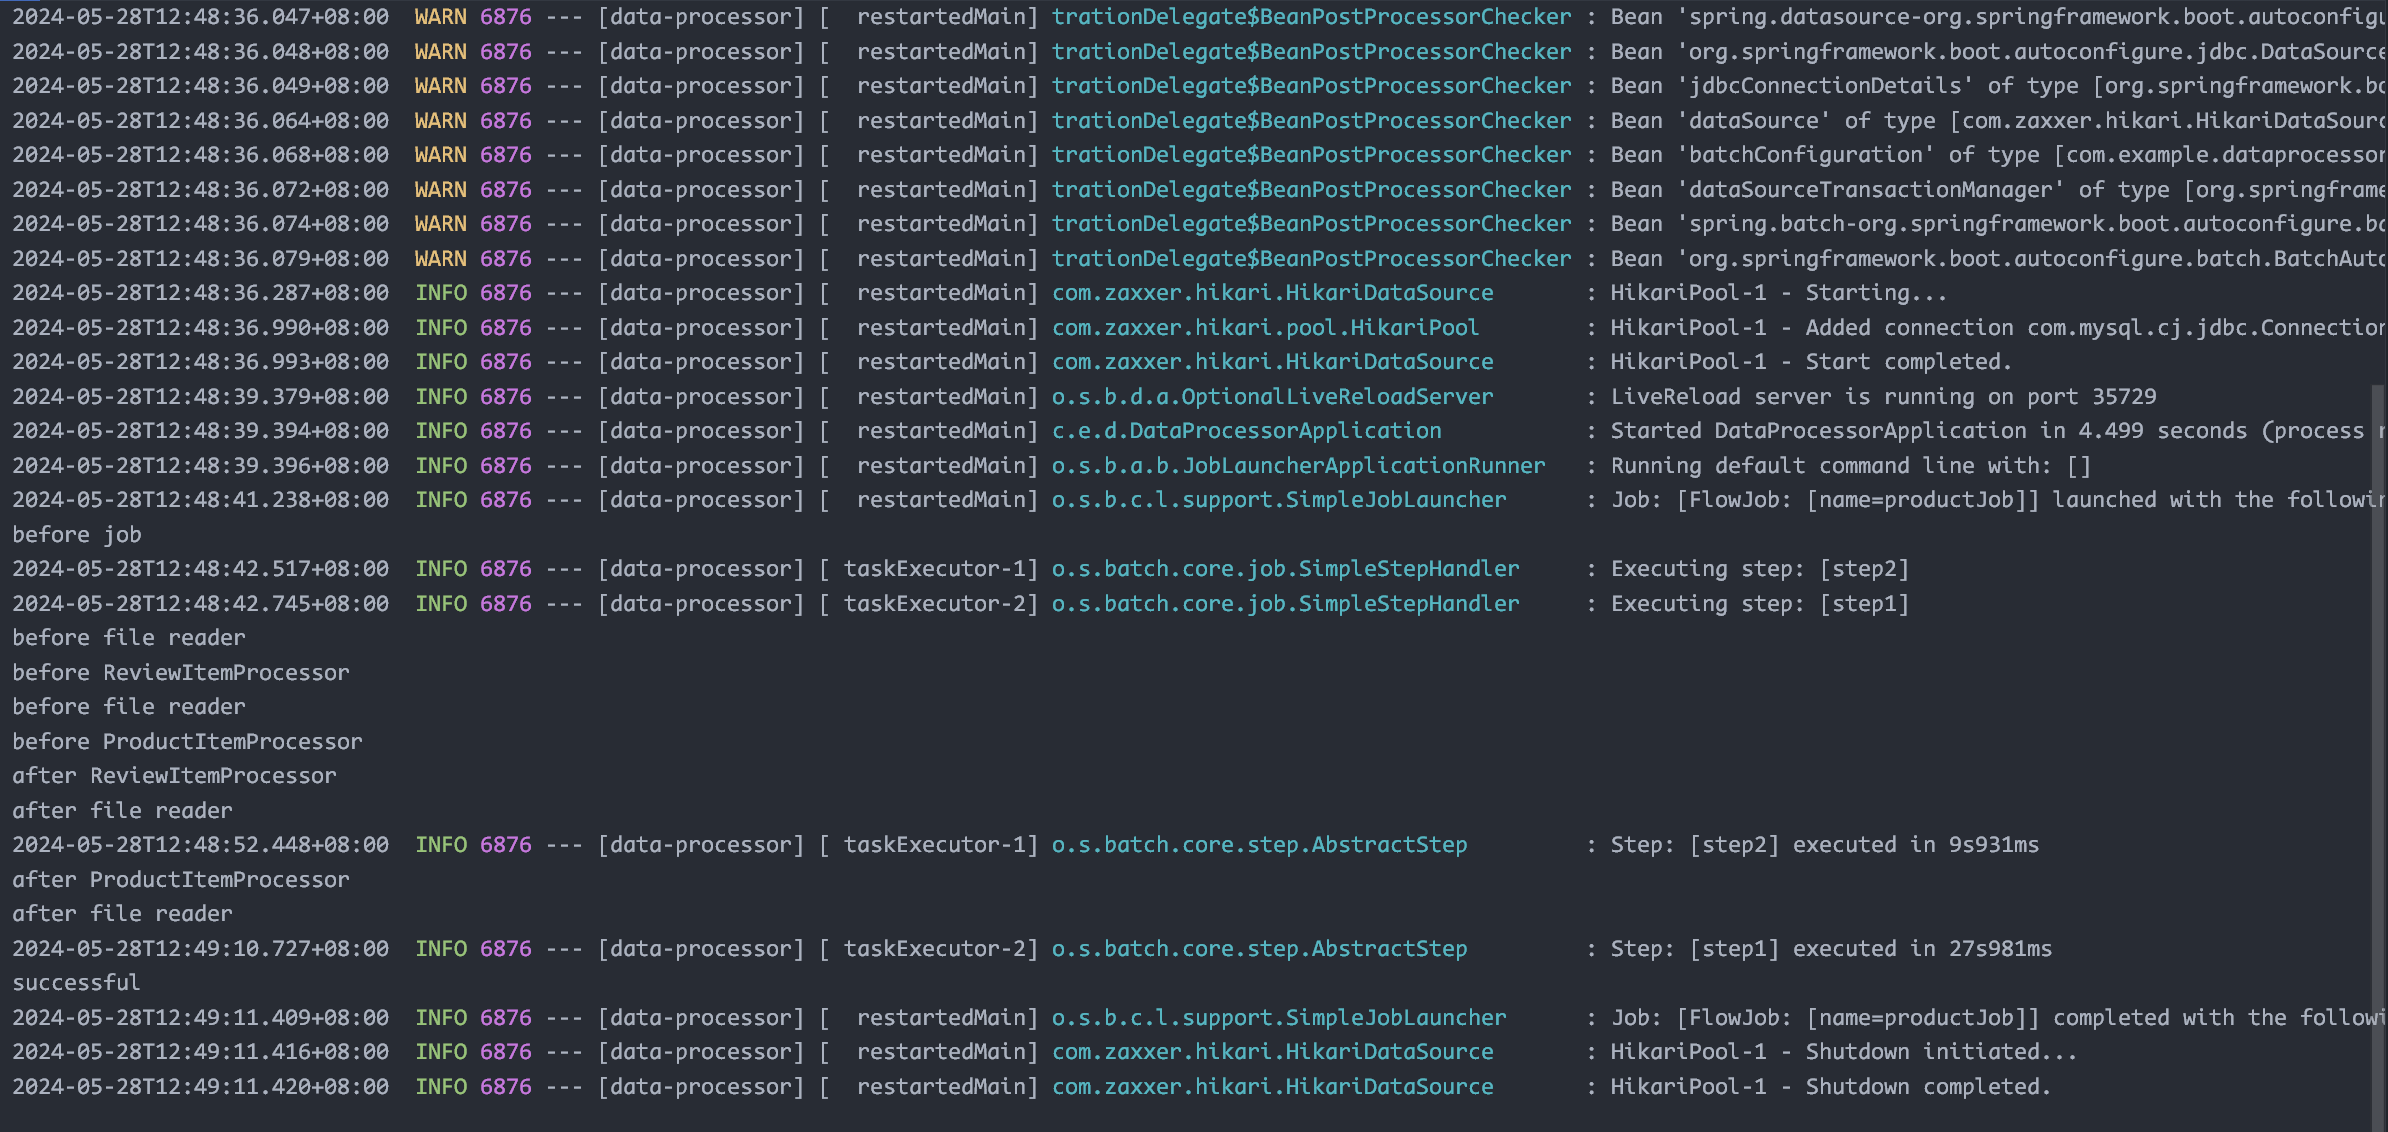 2024-05-28T12:48:36.047+08:00  WARN 6876 --- [data-processor] [  restartedMain] trationDelegate$BeanPostProcessorChecker : Bean 'spring.datasource-org.springframework.boot.autoconfigu
2024-05-28T12:48:36.048+08:00  WARN 6876 --- [data-processor] [  restartedMain] trationDelegate$BeanPostProcessorChecker : Bean 'org.springframework.boot.autoconfigure.jdbc.DataSource
2024-05-28T12:48:36.049+08:00  WARN 6876 --- [data-processor] [  restartedMain] trationDelegate$BeanPostProcessorChecker : Bean 'jdbcConnectionDetails' of type [org.springframework.bo
2024-05-28T12:48:36.064+08:00  WARN 6876 --- [data-processor] [  restartedMain] trationDelegate$BeanPostProcessorChecker : Bean 'dataSource' of type [com.zaxxer.hikari.HikariDataSourc
2024-05-28T12:48:36.068+08:00  WARN 6876 --- [data-processor] [  restartedMain] trationDelegate$BeanPostProcessorChecker : Bean 'batchConfiguration' of type [com.example.dataprocessor
2024-05-28T12:48:36.072+08:00  WARN 6876 --- [data-processor] [  restartedMain] trationDelegate$BeanPostProcessorChecker : Bean 'dataSourceTransactionManager' of type [org.springframe
2024-05-28T12:48:36.074+08:00  WARN 6876 --- [data-processor] [  restartedMain] trationDelegate$BeanPostProcessorChecker : Bean 'spring.batch-org.springframework.boot.autoconfigure.ba
2024-05-28T12:48:36.079+08:00  WARN 6876 --- [data-processor] [  restartedMain] trationDelegate$BeanPostProcessorChecker : Bean 'org.springframework.boot.autoconfigure.batch.BatchAuto
2024-05-28T12:48:36.287+08:00  INFO 6876 --- [data-processor] [  restartedMain] com.zaxxer.hikari.HikariDataSource       : HikariPool-1 - Starting...
2024-05-28T12:48:36.990+08:00  INFO 6876 --- [data-processor] [  restartedMain] com.zaxxer.hikari.pool.HikariPool        : HikariPool-1 - Added connection com.mysql.cj.jdbc.Connection
2024-05-28T12:48:36.993+08:00  INFO 6876 --- [data-processor] [  restartedMain] com.zaxxer.hikari.HikariDataSource       : HikariPool-1 - Start completed.
2024-05-28T12:48:39.379+08:00  INFO 6876 --- [data-processor] [  restartedMain] o.s.b.d.a.OptionalLiveReloadServer       : LiveReload server is running on port 35729
2024-05-28T12:48:39.394+08:00  INFO 6876 --- [data-processor] [  restartedMain] c.e.d.DataProcessorApplication           : Started DataProcessorApplication in 4.499 seconds (process r
2024-05-28T12:48:39.396+08:00  INFO 6876 --- [data-processor] [  restartedMain] o.s.b.a.b.JobLauncherApplicationRunner   : Running default command line with: []
2024-05-28T12:48:41.238+08:00  INFO 6876 --- [data-processor] [  restartedMain] o.s.b.c.l.support.SimpleJobLauncher      : Job: [FlowJob: [name=productJob]] launched with the followin
before job
2024-05-28T12:48:42.517+08:00  INFO 6876 --- [data-processor] [ taskExecutor-1] o.s.batch.core.job.SimpleStepHandler     : Executing step: [step2]
2024-05-28T12:48:42.745+08:00  INFO 6876 --- [data-processor] [ taskExecutor-2] o.s.batch.core.job.SimpleStepHandler     : Executing step: [step1]
before file reader
before ReviewItemProcessor
before file reader
before ProductItemProcessor
after ReviewItemProcessor
after file reader
2024-05-28T12:48:52.448+08:00  INFO 6876 --- [data-processor] [ taskExecutor-1] o.s.batch.core.step.AbstractStep         : Step: [step2] executed in 9s931ms
after ProductItemProcessor
after file reader
2024-05-28T12:49:10.727+08:00  INFO 6876 --- [data-processor] [ taskExecutor-2] o.s.batch.core.step.AbstractStep         : Step: [step1] executed in 27s981ms
successful
2024-05-28T12:49:11.409+08:00  INFO 6876 --- [data-processor] [  restartedMain] o.s.b.c.l.support.SimpleJobLauncher      : Job: [FlowJob: [name=productJob]] completed with the followi
2024-05-28T12:49:11.416+08:00  INFO 6876 --- [data-processor] [  restartedMain] com.zaxxer.hikari.HikariDataSource       : HikariPool-1 - Shutdown initiated...
2024-05-28T12:49:11.420+08:00  INFO 6876 --- [data-processor] [  restartedMain] com.zaxxer.hikari.HikariDataSource       : HikariPool-1 - Shutdown completed.